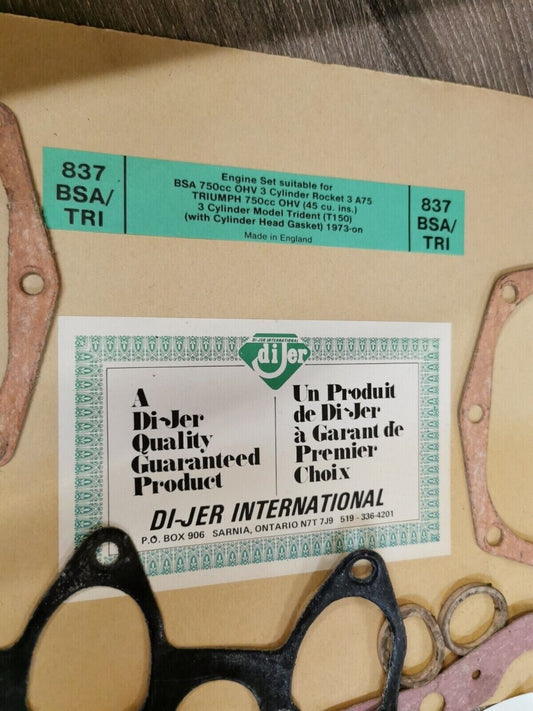 837
BSA/
TRI
Engine Set suitable for
BSA 750cc OHV 3 Cylinder Rocket 3 A75
TRIUMPH 750cc OHV (45 cu. ins.)
3 Cylinder Model Trident (T150)
(with Cylinder Head Gasket) 1973-on
Made in England
837
BSA/
TRI
DI-JER INTERNATIONAL
diJer
A
Di-Jer
Quality
Guaranteed
Product
Un Produit
de Di-Jer
à Garant de
Premier
Choix
DI-JER INTERNATIONAL
P.O. BOX 906 SARNIA, ONTARIO N7T 7J9 519-336-4201